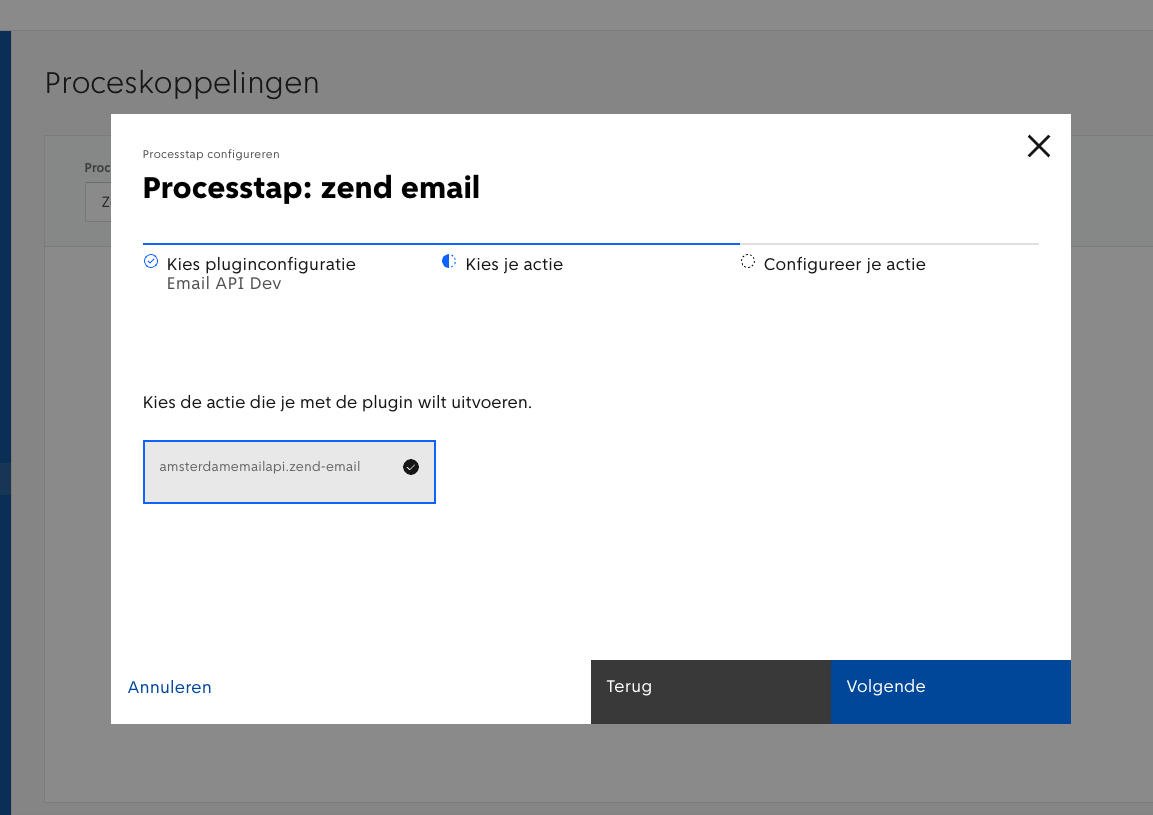 Proceskoppelingen
Processtap configureren
Processtap: zend email
Kies pluginconfiguratie
Email API Dev
Kies je actie
Configureer je actie
Kies de actie die je met de plugin wilt uitvoeren.
amsterdamemailapi.zend-email
Annuleren
Terug
Volgende